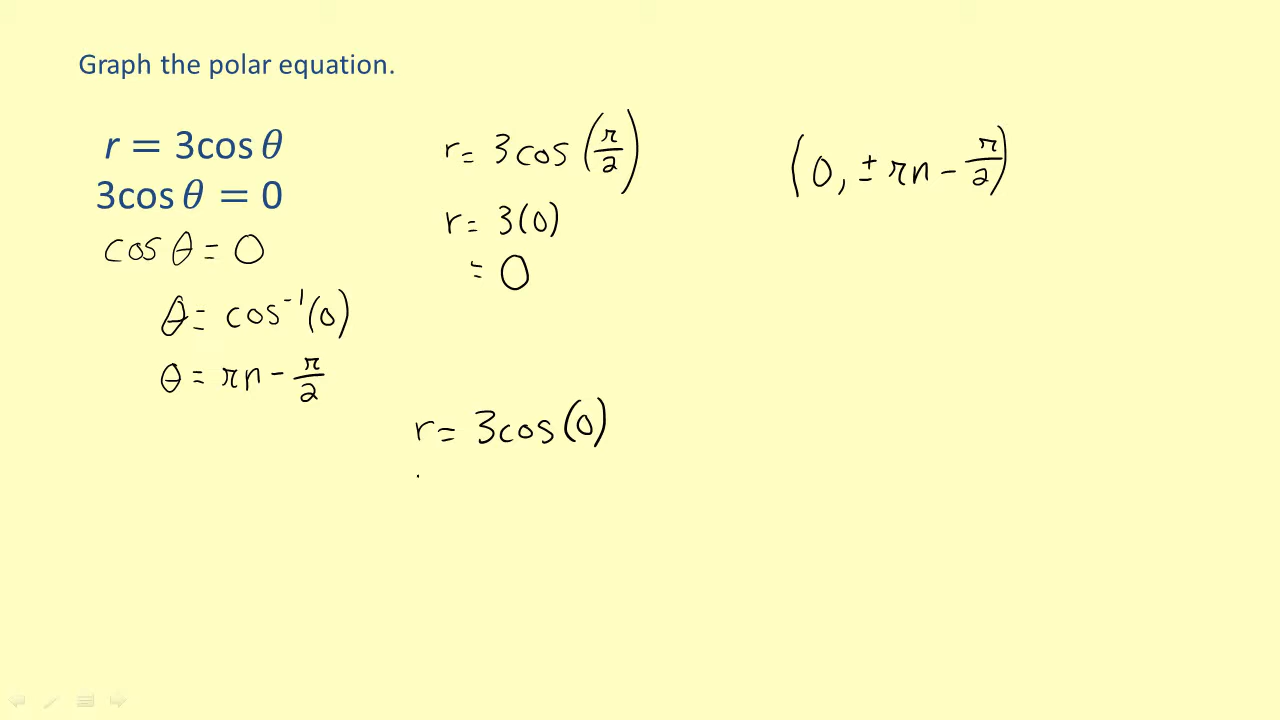 Graph the polar equation.
r = 3cos θ
3cos θ = 0
cos θ = 0
θ = cos⁻¹(0)
θ = πn - π/2
r = 3cos (π/2)
r = 3(0)
= 0
r = 3cos(0)
(0, ± πn - π/2)